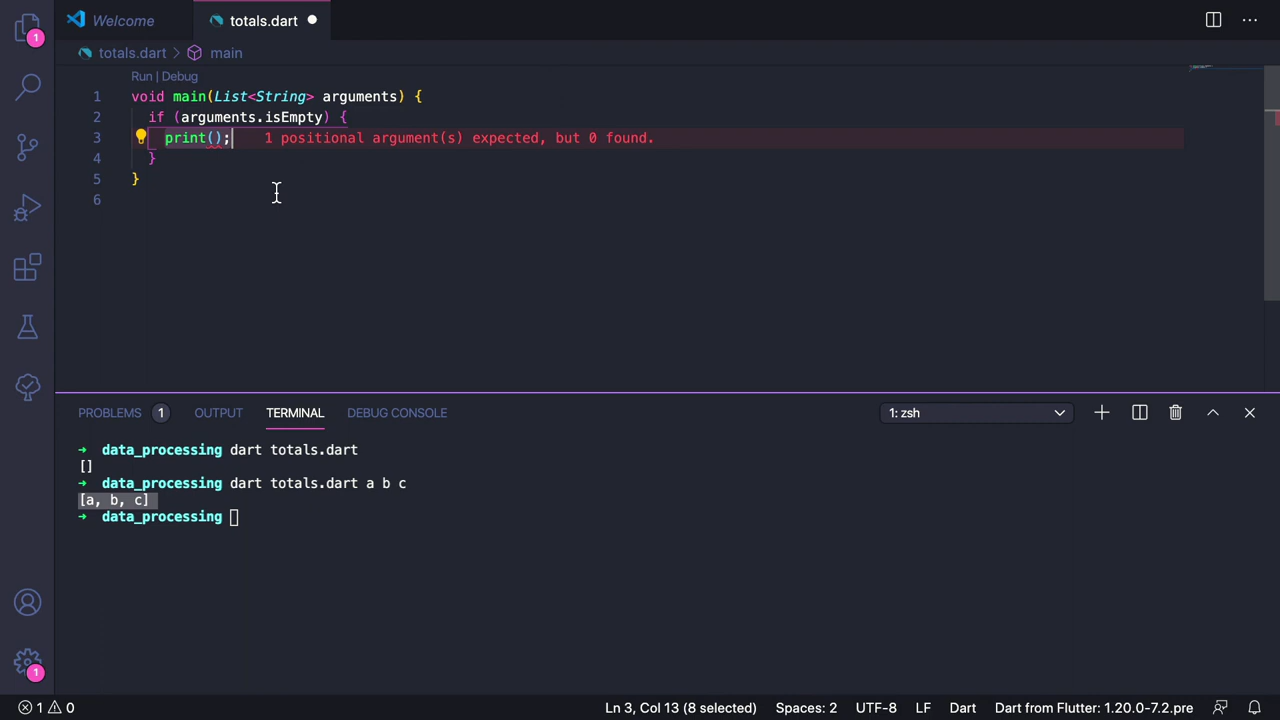 Welcome
totals.dart
1
totals.dart > main
Run | Debug
1 void main(List<String> arguments) {
2 if (arguments.isEmpty) {
3 print(); 1 positional argument(s) expected, but 0 found.
4 }
5 }
6
PROBLEMS 1 OUTPUT TERMINAL DEBUG CONSOLE 1: zsh
→ data_processing dart totals.dart
[]
→ data_processing dart totals.dart a b c
[a, b, c]
→ data_processing
1
1 0 Ln 3, Col 13 (8 selected) Spaces: 2 UTF-8 LF Dart Dart from Flutter: 1.20.0-7.2.pre